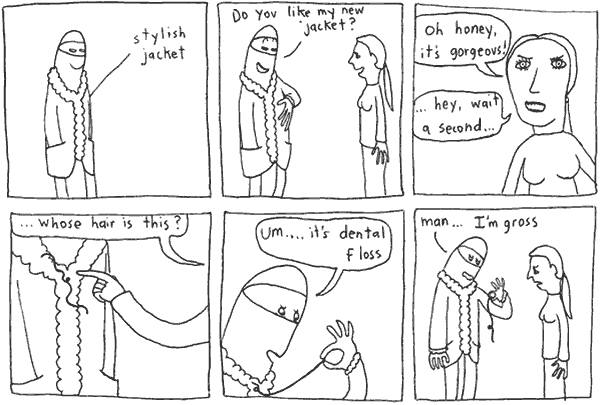 stylish
jacket
Do you like my new
jacket?
Oh honey,
it's gorgeous!
... hey, wait
a second...
... whose hair is this?
um.... it's dental
floss
man... I'm gross